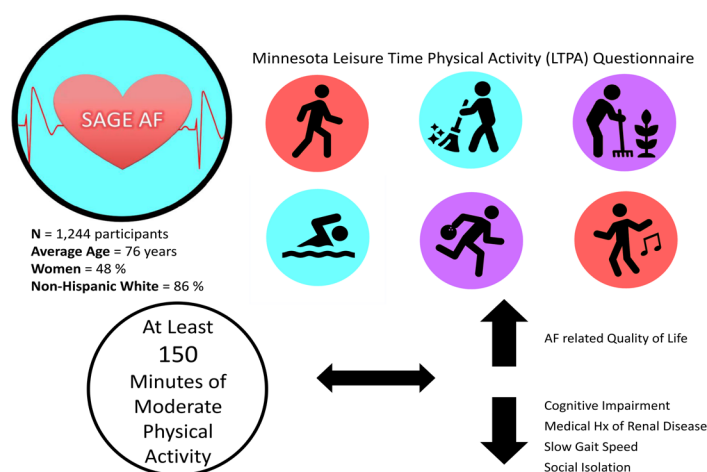 Minnesota Leisure Time Physical Activity (LTPA) Questionnaire
SAGE AF
N = 1,244 participants
Average Age = 76 years
Women = 48 %
Non-Hispanic White = 86 %
At Least
150
Minutes of
Moderate
Physical
Activity
AF related Quality of Life
Cognitive Impairment
Medical Hx of Renal Disease
Slow Gait Speed
Social Isolation